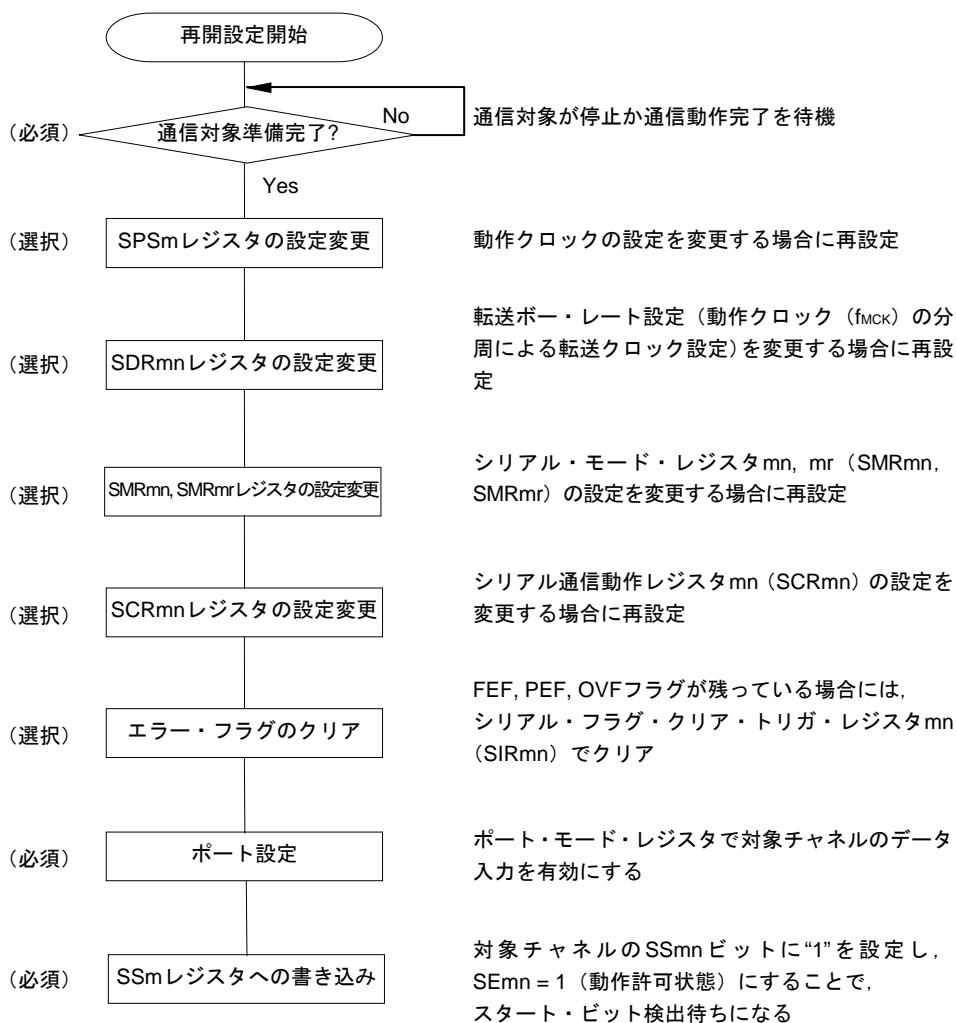 再開設定開始
No
通信対象が停止か通信動作完了を待機
（必須）
通信対象準備完了?
Yes
（選択）
SPSmレジスタの設定変更
動作クロックの設定を変更する場合に再設定
（選択）
SDRmnレジスタの設定変更
転送ボー・レート設定（動作クロック（fMCK）の分
周による転送クロック設定）を変更する場合に再設
定
（選択）
SMRmn, SMRmrレジスタの設定変更
シリアル・モード・レジスタmn, mr（SMRmn,
SMRmr）の設定を変更する場合に再設定
（選択）
SCRmnレジスタの設定変更
シリアル通信動作レジスタmn（SCRmn）の設定を
変更する場合に再設定
（選択）
エラー・フラグのクリア
FEF, PEF, OVFフラグが残っている場合には,
シリアル・フラグ・クリア・トリガ・レジスタmn
（SIRmn）でクリア
（必須）
ポート設定
ポート・モード・レジスタで対象チャネルのデータ
入力を有効にする
（必須）
SSmレジスタへの書き込み
対象チャネルのSSmnビットに“1”を設定し,
SEmn = 1（動作許可状態）にすることで,
スタート・ビット検出待ちになる